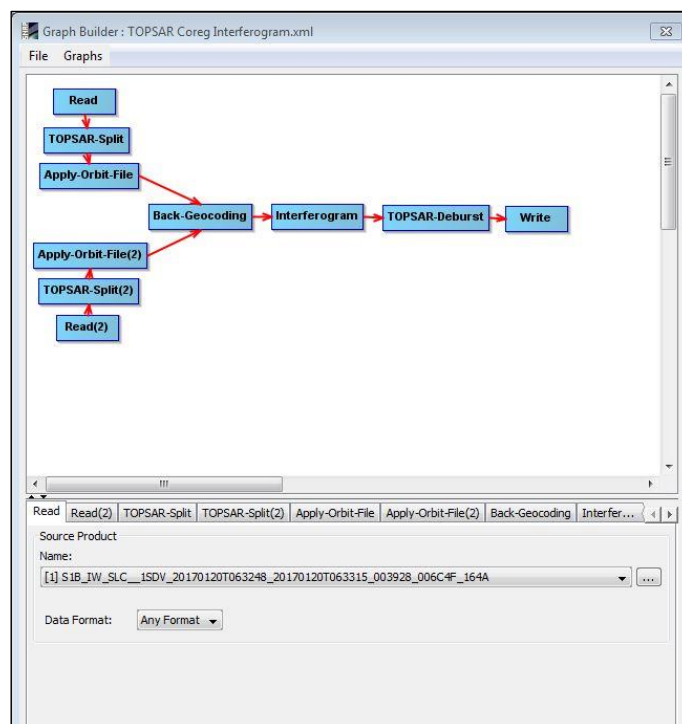 Graph Builder : TOPSAR Coreg Interferogram.xml
File Graphs
Read
TOPSAR-Split
Apply-Orbit-File
Back-Geocoding Interferogram TOPSAR-Deburst Write
Apply-Orbit-File(2)
TOPSAR-Split(2)
Read(2)
Read Read(2) TOPSAR-Split TOPSAR-Split(2) Apply-Orbit-File Apply-Orbit-File(2) Back-Geocoding Interfer...
Source Product
Name:
[1] S1B_IW_SLC__1SDV_20170120T063248_20170120T063315_003928_006C4F_164A ...
Data Format: Any Format